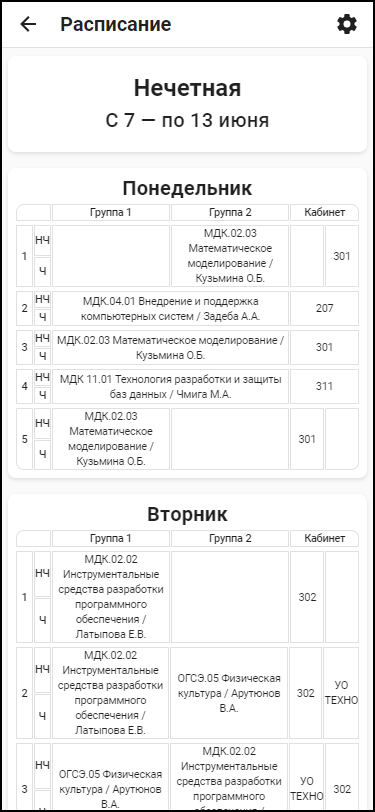 Расписание
Нечетная
С 7 — по 13 июня
Понедельник
Группа 1 Группа 2 Кабинет
1
НЧ
Ч
МДК.02.03
Математическое
моделирование /
Кузьмина О.Б.
301
2
НЧ
Ч
МДК.04.01 Внедрение и поддержка
компьютерных систем / Задеба А.А.
207
3
НЧ
Ч
МДК.02.03 Математическое моделирование /
Кузьмина О.Б.
301
4
НЧ
Ч
МДК 11.01 Технология разработки и защиты
баз данных / Чмига М.А.
311
5
НЧ
Ч
МДК.02.03
Математическое
моделирование /
Кузьмина О.Б.
301
Вторник
Группа 1 Группа 2 Кабинет
1
НЧ
Ч
МДК.02.02
Инструментальные
средства разработки
программного
обеспечения /
Латыпова Е.В.
302
2
НЧ
Ч
МДК.02.02
Инструментальные
средства разработки
программного
обеспечения /
Латыпова Е.В.
ОГСЭ.05 Физическая
культура / Арутюнов
В.А.
302
УО
ТЕХНО
3
НЧ
Ч
ОГСЭ.05 Физическая
культура / Арутюнов
В.А.
МДК.02.02
Инструментальные
средства разработки
программного
обеспечения /
УО
ТЕХНО
302